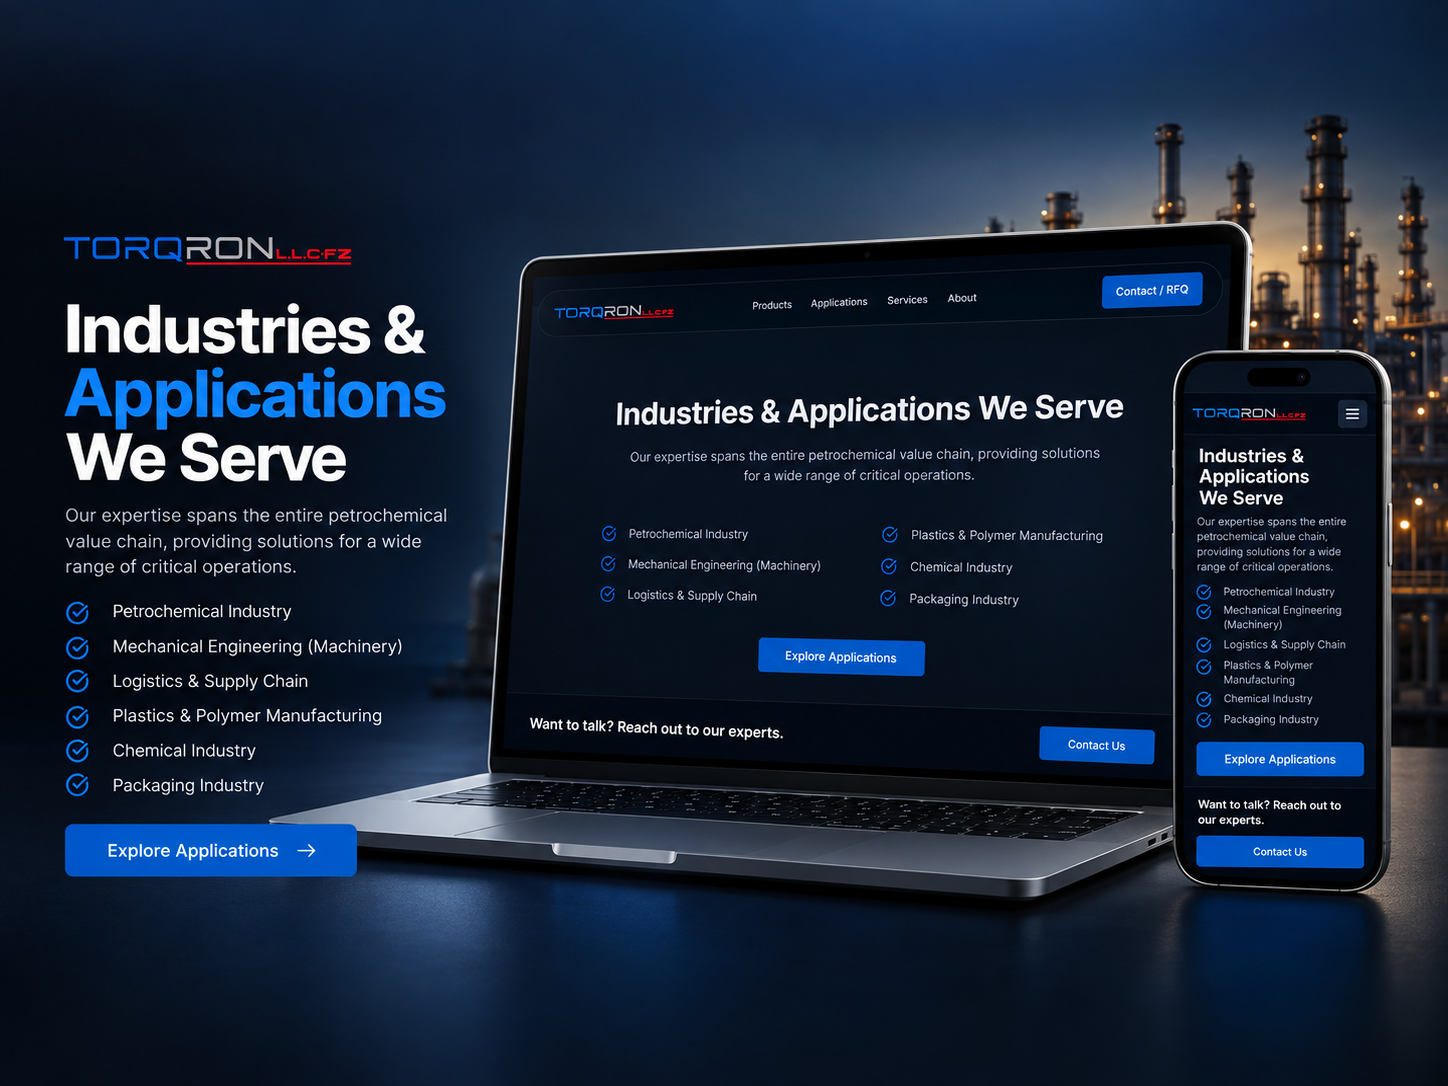 TORQRON L.L.C-FZ
Industries &
Applications
We Serve
Our expertise spans the entire petrochemical
value chain, providing solutions for a wide
range of critical operations.
Petrochemical Industry
Mechanical Engineering (Machinery)
Logistics & Supply Chain
Plastics & Polymer Manufacturing
Chemical Industry
Packaging Industry
Explore Applications →
TORQRON L.L.C-FZ
Products
Applications
Services
About
Contact / RFQ
Industries & Applications We Serve
Our expertise spans the entire petrochemical value chain, providing solutions
for a wide range of critical operations.
Petrochemical Industry
Mechanical Engineering (Machinery)
Logistics & Supply Chain
Plastics & Polymer Manufacturing
Chemical Industry
Packaging Industry
Explore Applications
Want to talk? Reach out to our experts.
Contact Us
TORQRON L.L.C-FZ
Industries &
Applications
We Serve
Our expertise spans the entire
petrochemical value chain,
providing solutions for a wide
range of critical operations.
Petrochemical Industry
Mechanical Engineering
(Machinery)
Logistics & Supply Chain
Plastics & Polymer
Manufacturing
Chemical Industry
Packaging Industry
Explore Applications
Want to talk? Reach out to
our experts.
Contact Us